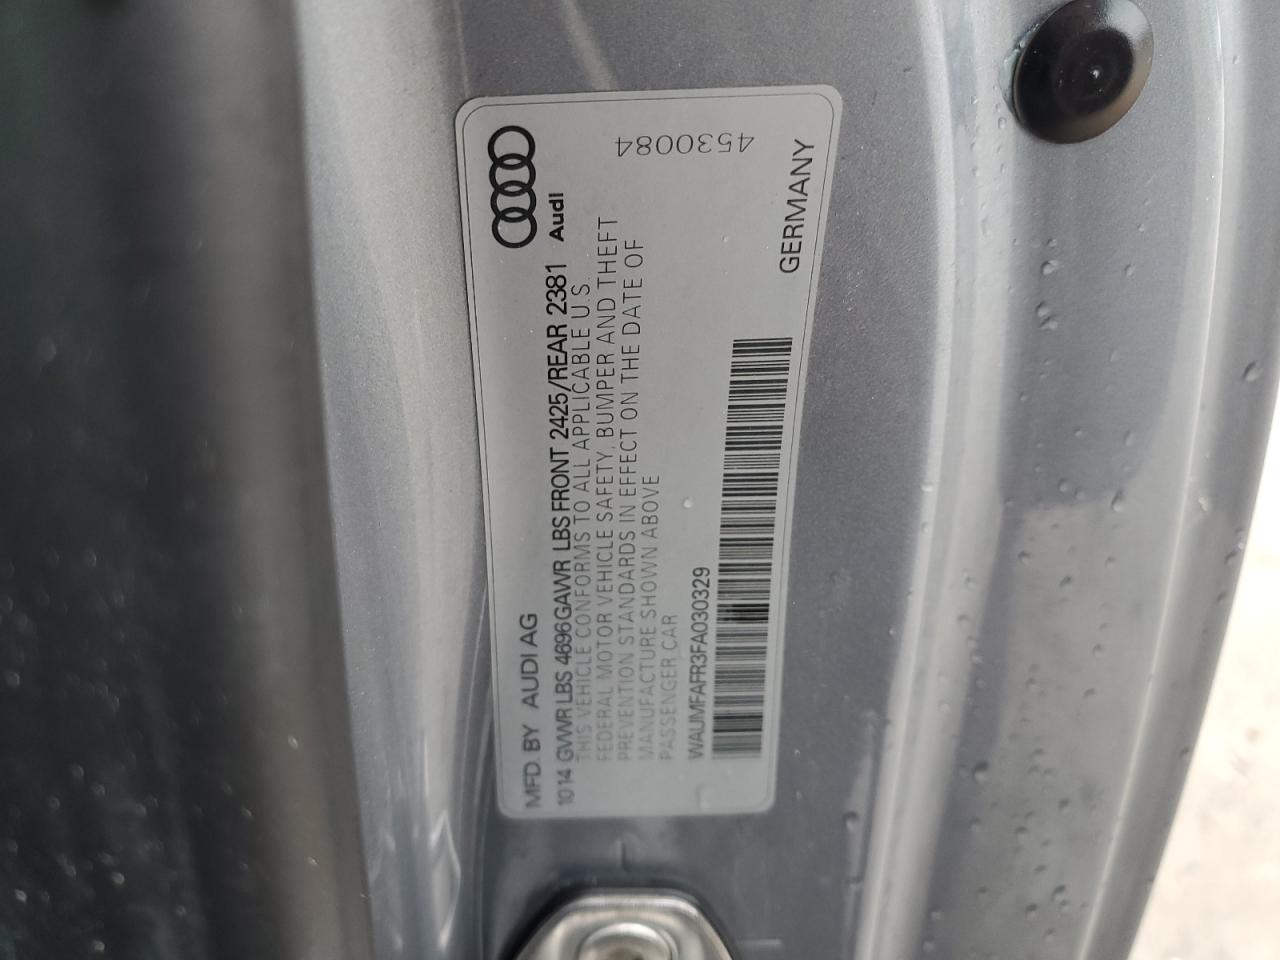 MFD. BY AUDI AG
10 14 GVWR LBS 4696 GAWR LBS FRONT 2425/REAR 2381
THIS VEHICLE CONFORMS TO ALL APPLICABLE U.S.
FEDERAL MOTOR VEHICLE SAFETY, BUMPER AND THEFT
PREVENTION STANDARDS IN EFFECT ON THE DATE OF
MANUFACTURE SHOWN ABOVE
PASSENGER CAR
WAUMFAFR3FA030329
Audi
4530084
GERMANY